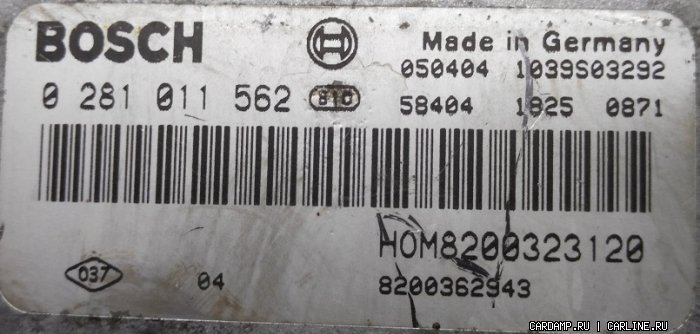 BOSCH
Made in Germany
050404 1039S03292
0 281 011 562 810
58404 1825 0871
HOM8200323120
037
04
8200362943
CARDAMP.RU | CARLINE.RU